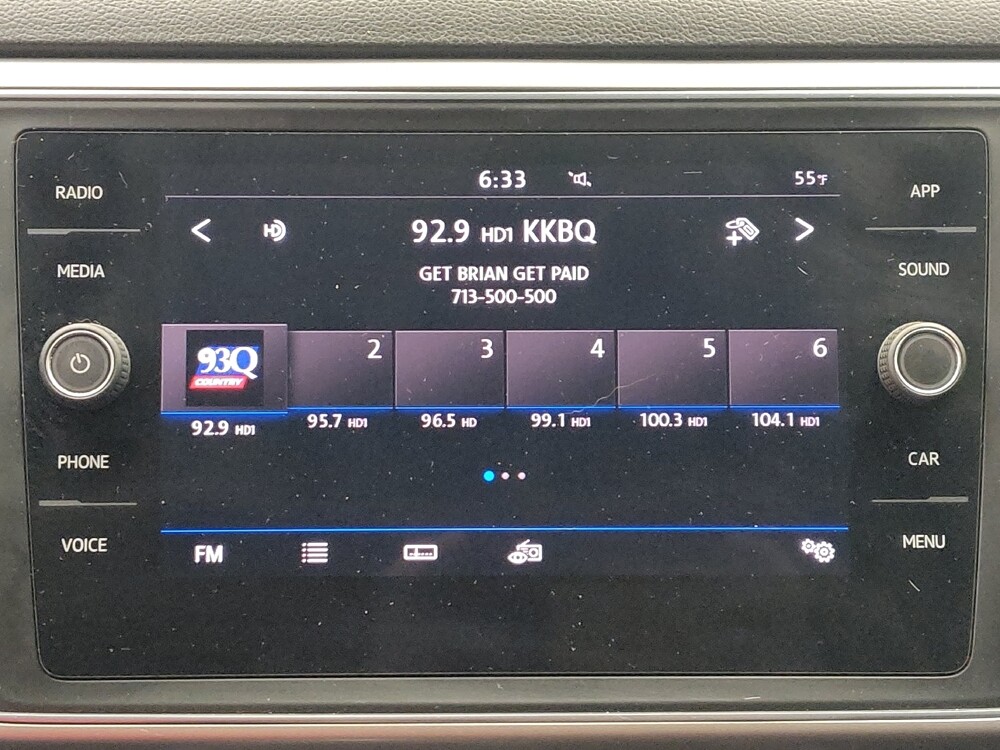 6:33 55°F
RADIO APP
HD 92.9 HD1 KKBQ
GET BRIAN GET PAID
MEDIA SOUND
713-500-500
93Q 2 3 4 5 6
COUNTRY
92.9 HD1 95.7 HD1 96.5 HD 99.1 HD1 100.3 HD1 104.1 HD1
PHONE CAR
VOICE MENU
FM